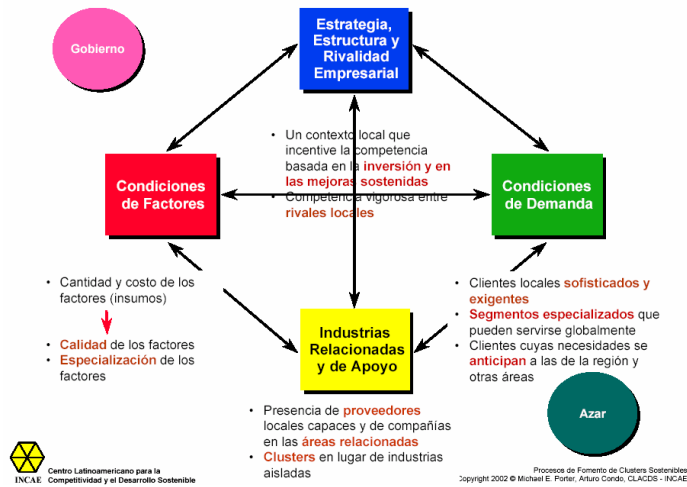 Gobierno
Estrategia,
Estructura y
Rivalidad
Empresarial
• Un contexto local que
incentive la competencia
basada en la inversión y en
las mejoras sostenidas
• Competencia vigorosa entre
rivales locales
Condiciones
de Factores
Condiciones
de Demanda
• Cantidad y costo de los
factores (insumos)
• Calidad de los factores
• Especialización de los
factores
Industrias
Relacionadas
y de Apoyo
• Clientes locales sofisticados y
exigentes
• Segmentos especializados que
pueden servirse globalmente
• Clientes cuyas necesidades se
anticipan a las de la región y
otras áreas
• Presencia de proveedores
locales capaces y de compañías
en las áreas relacionadas
• Clusters en lugar de industrias
aisladas
Azar
INCAE
Centro Latinoamericano para la
Competitividad y el Desarrollo Sostenible
Procesos de Fomento de Clusters Sostenibles
Copyright 2002 © Michael E. Porter, Arturo Condo, CLACDS - INCAE